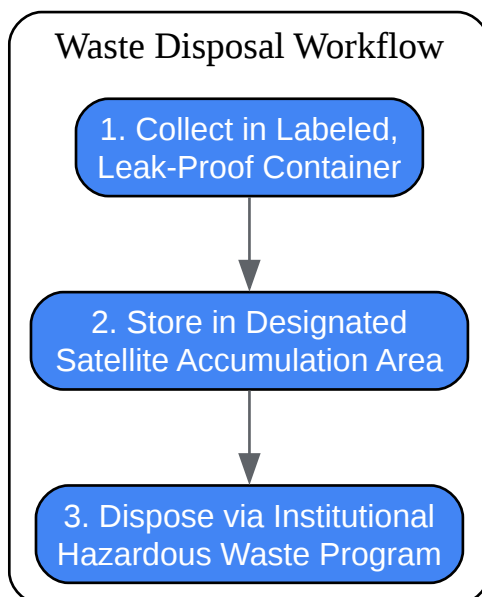 Waste Disposal Workflow
1. Collect in Labeled,
Leak-Proof Container
2. Store in Designated
Satellite Accumulation Area
3. Dispose via Institutional
Hazardous Waste Program